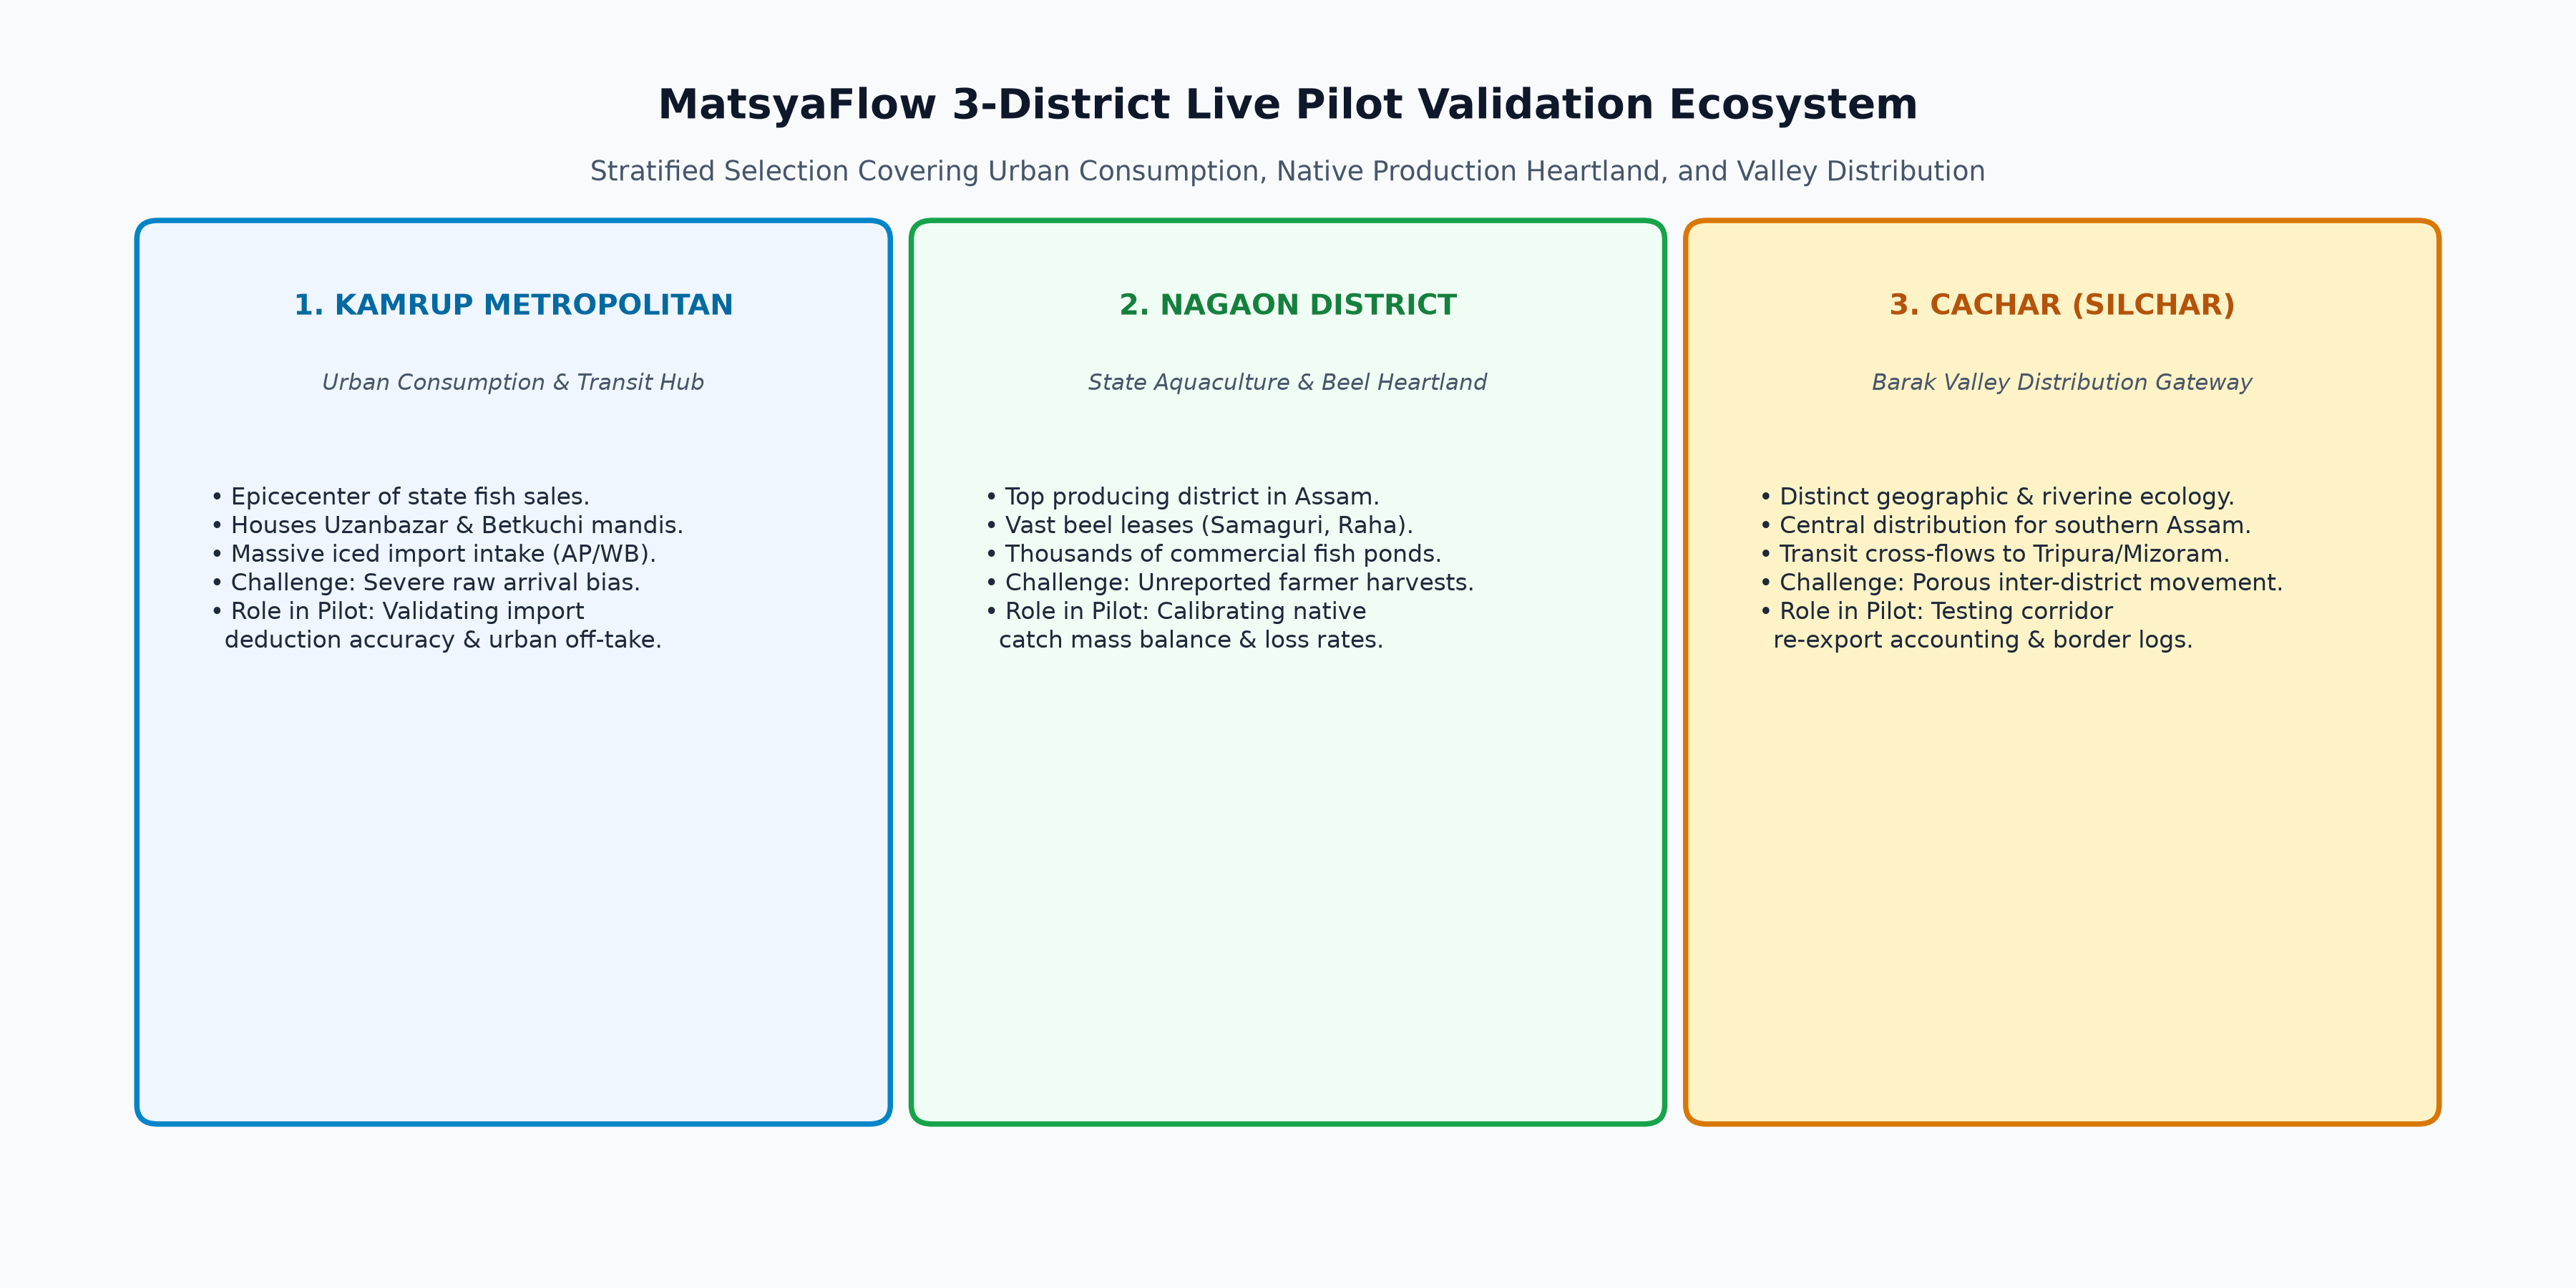 MatsyaFlow 3-District Live Pilot Validation Ecosystem
Stratified Selection Covering Urban Consumption, Native Production Heartland, and Valley Distribution
1. KAMRUP METROPOLITAN
Urban Consumption & Transit Hub
• Epicecenter of state fish sales.
• Houses Uzanbazar & Betkuchi mandis.
• Massive iced import intake (AP/WB).
• Challenge: Severe raw arrival bias.
• Role in Pilot: Validating import
deduction accuracy & urban off-take.
2. NAGAON DISTRICT
State Aquaculture & Beel Heartland
• Top producing district in Assam.
• Vast beel leases (Samaguri, Raha).
• Thousands of commercial fish ponds.
• Challenge: Unreported farmer harvests.
• Role in Pilot: Calibrating native
catch mass balance & loss rates.
3. CACHAR (SILCHAR)
Barak Valley Distribution Gateway
• Distinct geographic & riverine ecology.
• Central distribution for southern Assam.
• Transit cross-flows to Tripura/Mizoram.
• Challenge: Porous inter-district movement.
• Role in Pilot: Testing corridor
re-export accounting & border logs.